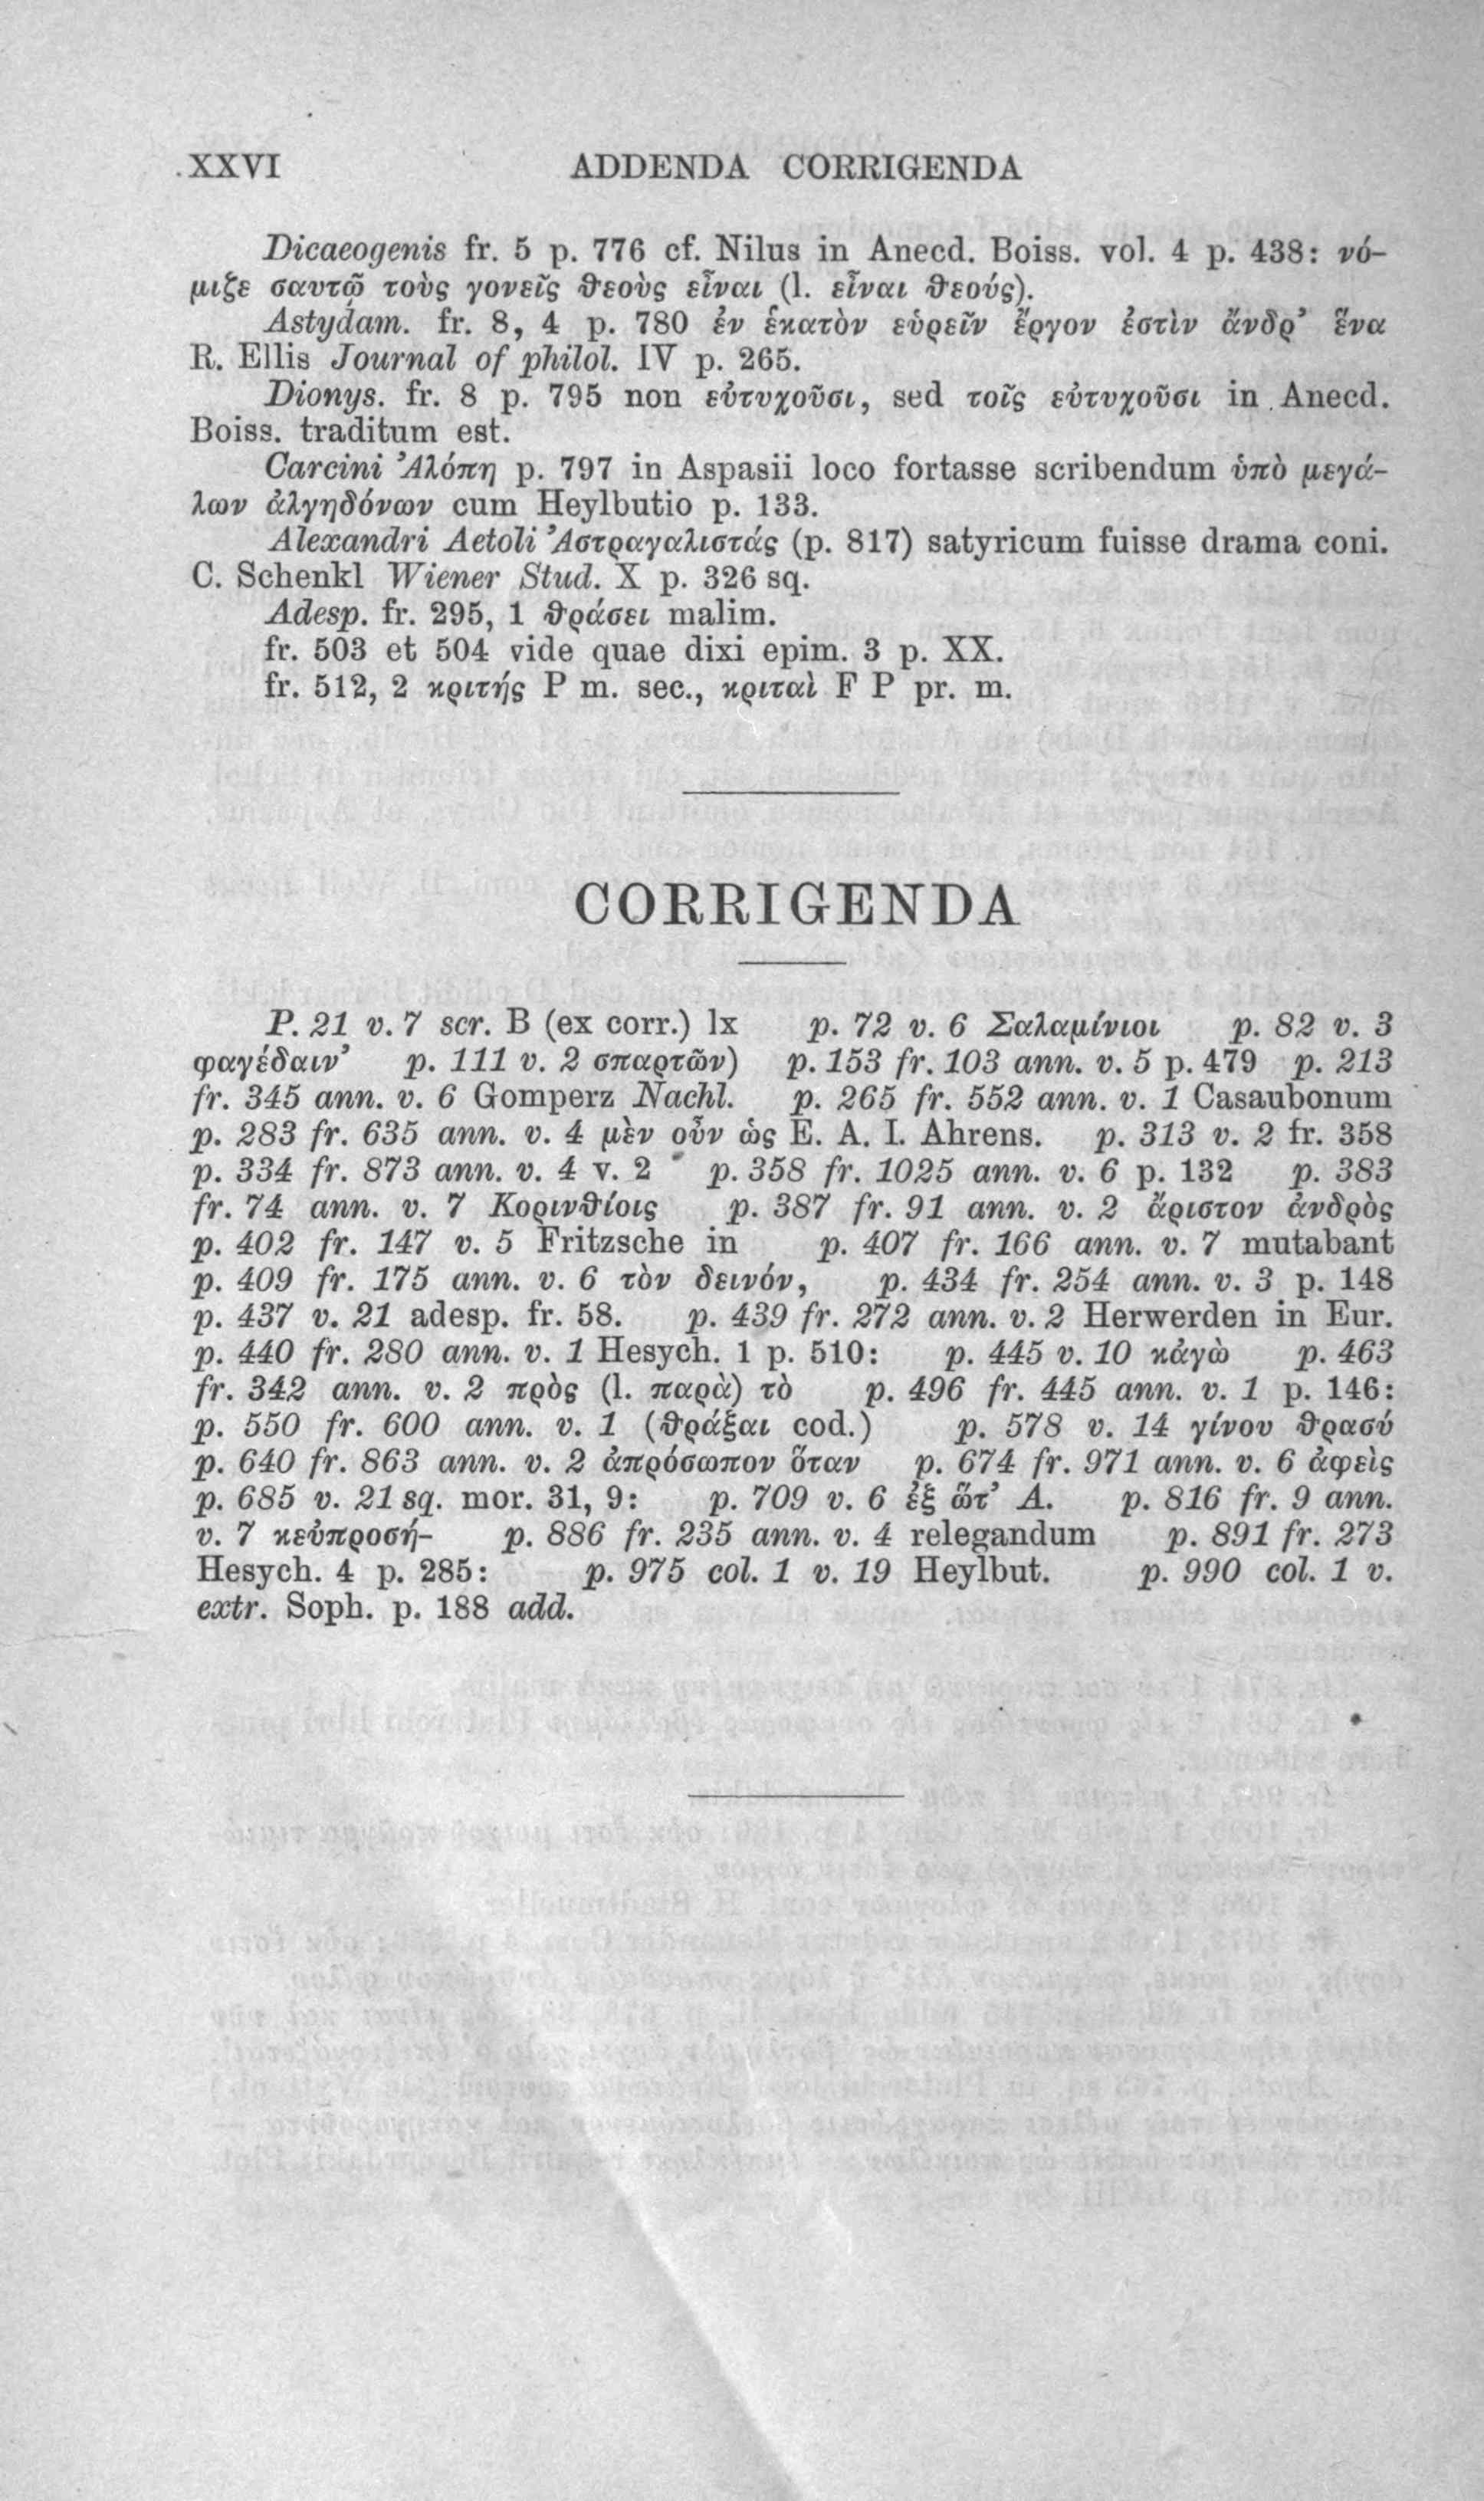 XXVI ADDENDA CORRIGENDA
Dicaeogenis fr. 5 p. 776 cf. Nilus in Anecd. Boiss. vol. 4 p. 438: νό-
μιζε σαυτῷ τοὺς γονεῖς θεοὺς εἶναι (l. εἶναι θεούς).
Astydam. fr. 8, 4 p. 780 ἐν ἑκατὸν εὑρεῖν ἔργον ἐστὶν ἄνδρ’ ἕνα
R. Ellis Journal of philol. IV p. 265.
Dionys. fr. 8 p. 795 non εὐτυχοῦσι, sed τοῖς εὐτυχοῦσι in Anecd.
Boiss. traditum est.
Carcini Ἀλόπη p. 797 in Aspasii loco fortasse scribendum ὑπὸ μεγά-
λων ἀλγηδόνων cum Heylbutio p. 133.
Alexandri Aetoli Ἀστραγαλιστάς (p. 817) satyricum fuisse drama coni.
C. Schenkl Wiener Stud. X p. 326 sq.
Adesp. fr. 295, 1 θράσει malim.
fr. 503 et 504 vide quae dixi epim. 3 p. XX.
fr. 512, 2 κριτής P m. sec., κριταὶ F P pr. m.
CORRIGENDA
P. 21 v. 7 scr. B (ex corr.) lx p. 72 v. 6 Σαλαμίνιοι p. 82 v. 3
φαγέδαιν’ p. 111 v. 2 σπαρτῶν) p. 153 fr. 103 ann. v. 5 p. 479 p. 213
fr. 345 ann. v. 6 Gomperz Nachl. p. 265 fr. 552 ann. v. 1 Casaubonum
p. 283 fr. 635 ann. v. 4 μὲν οὖν ὡς E. A. I. Ahrens. p. 313 v. 2 fr. 358
p. 334 fr. 873 ann. v. 4 v. 2 p. 358 fr. 1025 ann. v. 6 p. 132 p. 383
fr. 74 ann. v. 7 Κορινθίοις p. 387 fr. 91 ann. v. 2 ἄριστον ἀνδρὸς
p. 402 fr. 147 v. 5 Fritzsche in p. 407 fr. 166 ann. v. 7 mutabant
p. 409 fr. 175 ann. v. 6 τὸν δεινόν, p. 434 fr. 254 ann. v. 3 p. 148
p. 437 v. 21 adesp. fr. 58. p. 439 fr. 272 ann. v. 2 Herwerden in Eur.
p. 440 fr. 280 ann. v. 1 Hesych. 1 p. 510: p. 445 v. 10 κἀγὼ p. 463
fr. 342 ann. v. 2 πρὸς (l. παρὰ) τὸ p. 496 fr. 445 ann. v. 1 p. 146:
p. 550 fr. 600 ann. v. 1 (θράξαι cod.) p. 578 v. 14 γίνου θρασύ
p. 640 fr. 863 ann. v. 2 ἀπρόσωπον ὅταν p. 674 fr. 971 ann. v. 6 ἀφεὶς
p. 685 v. 21 sq. mor. 31, 9: p. 709 v. 6 ἐξ ὥτ’ A. p. 816 fr. 9 ann.
v. 7 κεὐπροσή- p. 886 fr. 235 ann. v. 4 relegandum p. 891 fr. 273
Hesych. 4 p. 285: p. 975 col. 1 v. 19 Heylbut. p. 990 col. 1 v.
extr. Soph. p. 188 add.